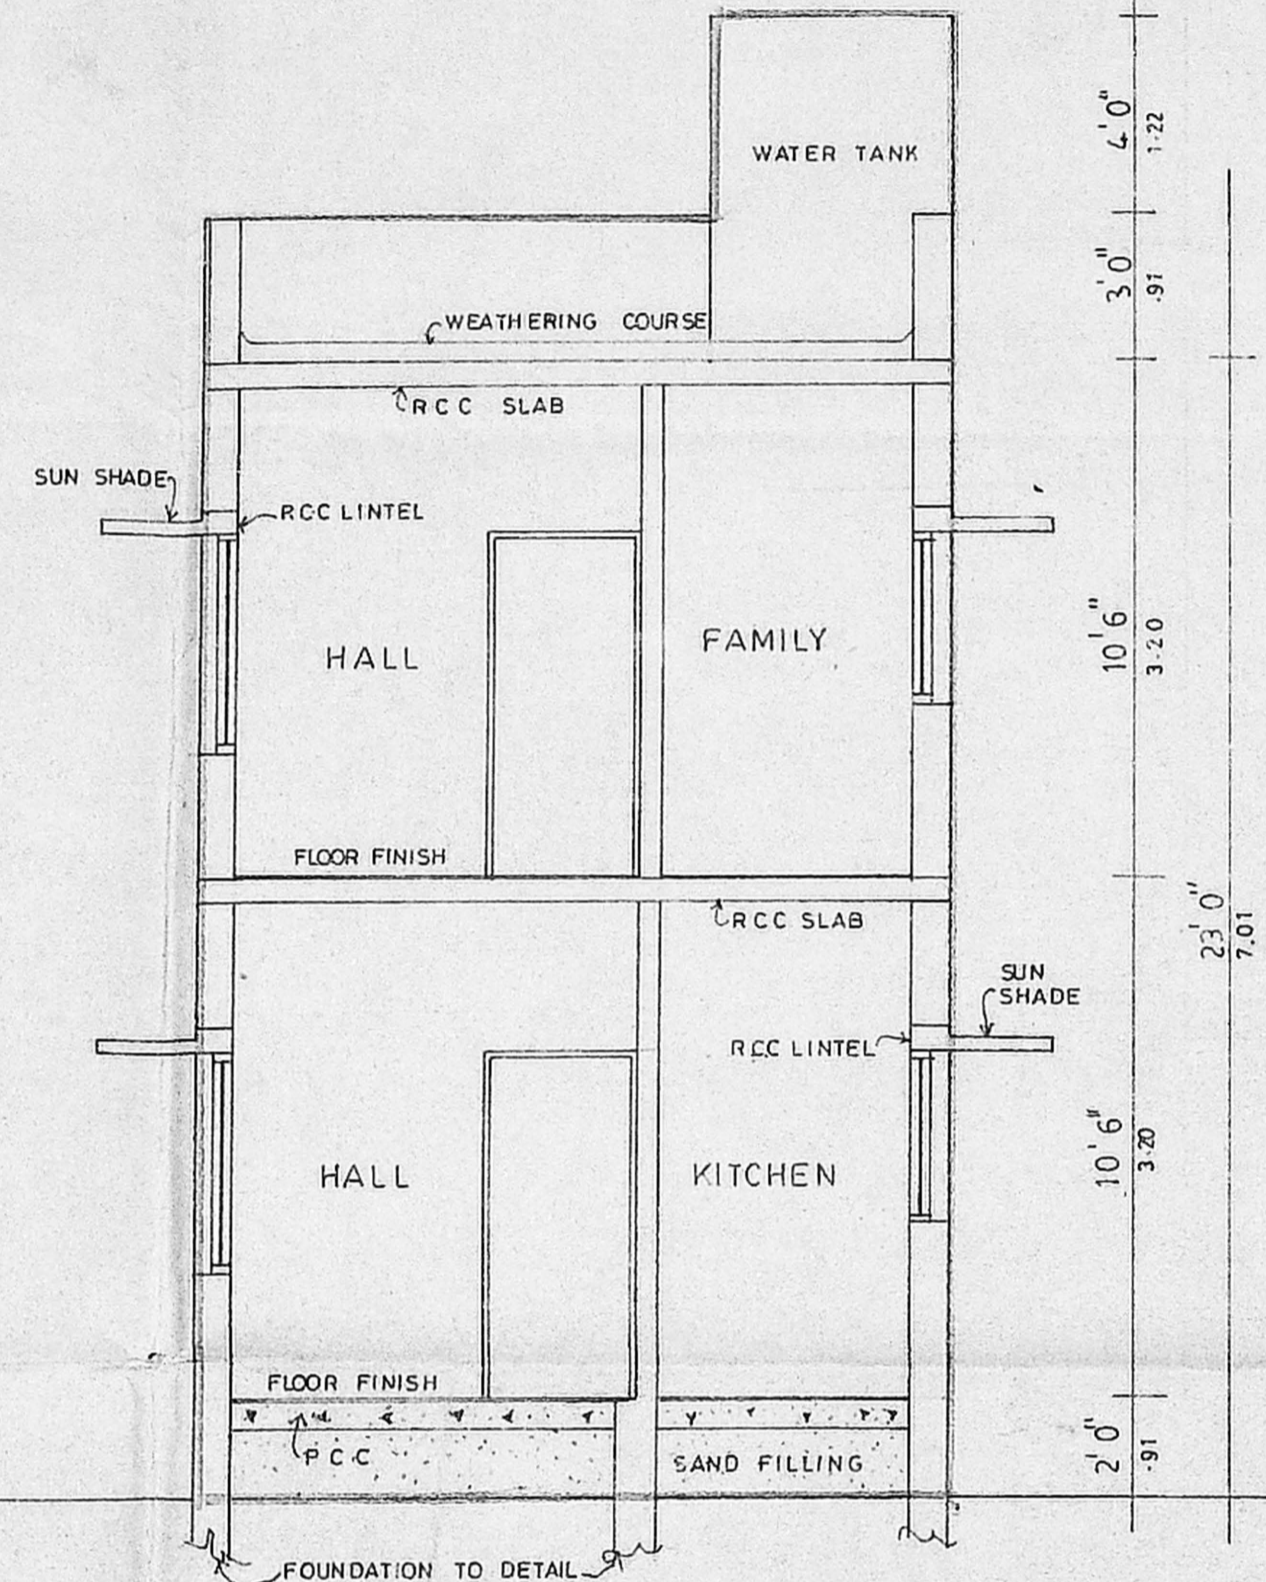 4'0"
1.22
WATER TANK
3'0"
.91
WEATHERING COURSE
RCC SLAB
SUN SHADE
RCC LINTEL
HALL
FAMILY
10'6"
3.20
FLOOR FINISH
RCC SLAB
23'0"
7.01
SUN
SHADE
RCC LINTEL
HALL
KITCHEN
10'6"
3.20
FLOOR FINISH
P.C.C
SAND FILLING
2'0"
.91
FOUNDATION TO DETAIL